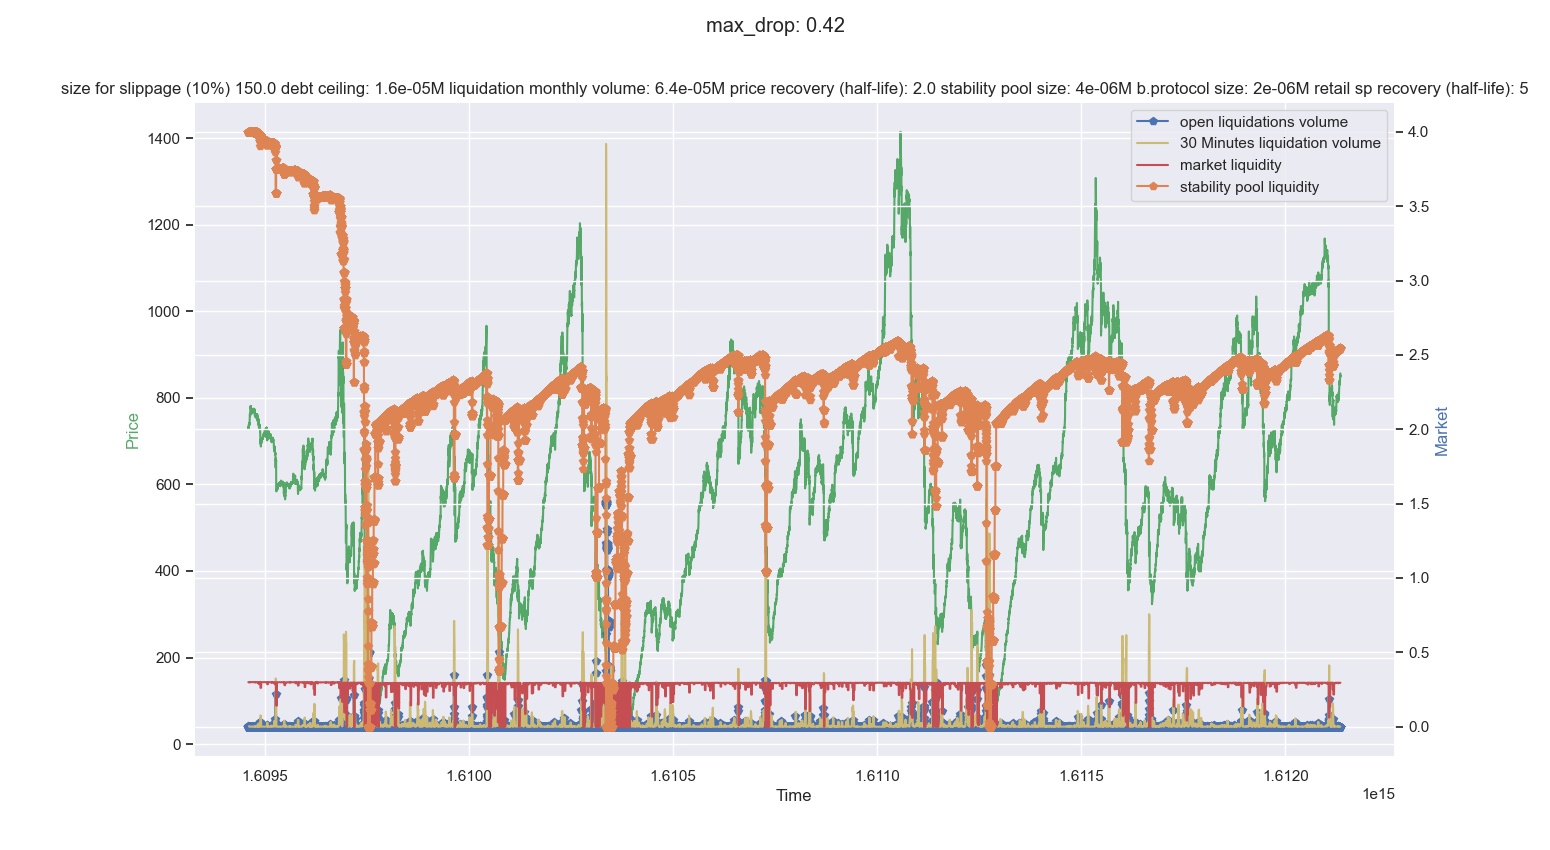 max_drop: 0.42
size for slippage (10%) 150.0 debt ceiling: 1.6e-05M liquidation monthly volume: 6.4e-05M price recovery (half-life): 2.0 stability pool size: 4e-06M b.protocol size: 2e-06M retail sp recovery (half-life): 5
open liquidations volume
30 Minutes liquidation volume
market liquidity
stability pool liquidity
1400
1200
1000
800
600
400
200
0
Price
4.0
3.5
3.0
2.5
2.0
1.5
1.0
0.5
0.0
Market
1.6095 1.6100 1.6105 1.6110 1.6115 1.6120
Time
1e15